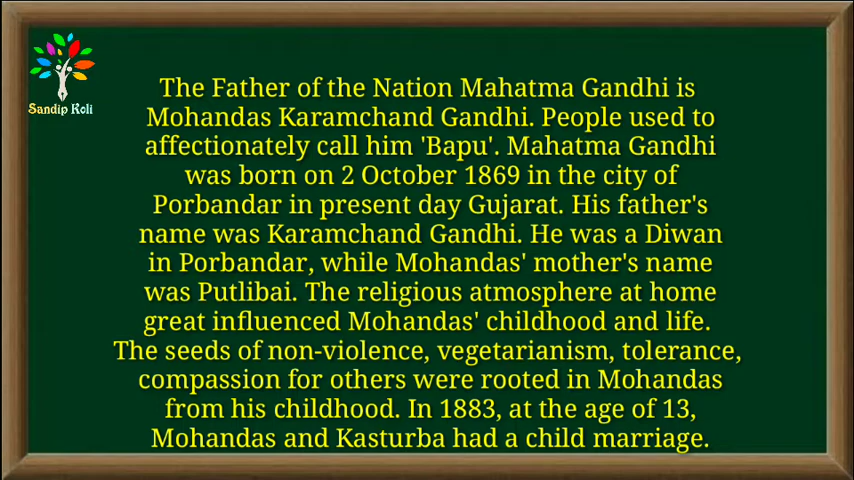 Sandip Koli
The Father of the Nation Mahatma Gandhi is
Mohandas Karamchand Gandhi. People used to
affectionately call him 'Bapu'. Mahatma Gandhi
was born on 2 October 1869 in the city of
Porbandar in present day Gujarat. His father's
name was Karamchand Gandhi. He was a Diwan
in Porbandar, while Mohandas' mother's name
was Putlibai. The religious atmosphere at home
great influenced Mohandas' childhood and life.
The seeds of non-violence, vegetarianism, tolerance,
compassion for others were rooted in Mohandas
from his childhood. In 1883, at the age of 13,
Mohandas and Kasturba had a child marriage.